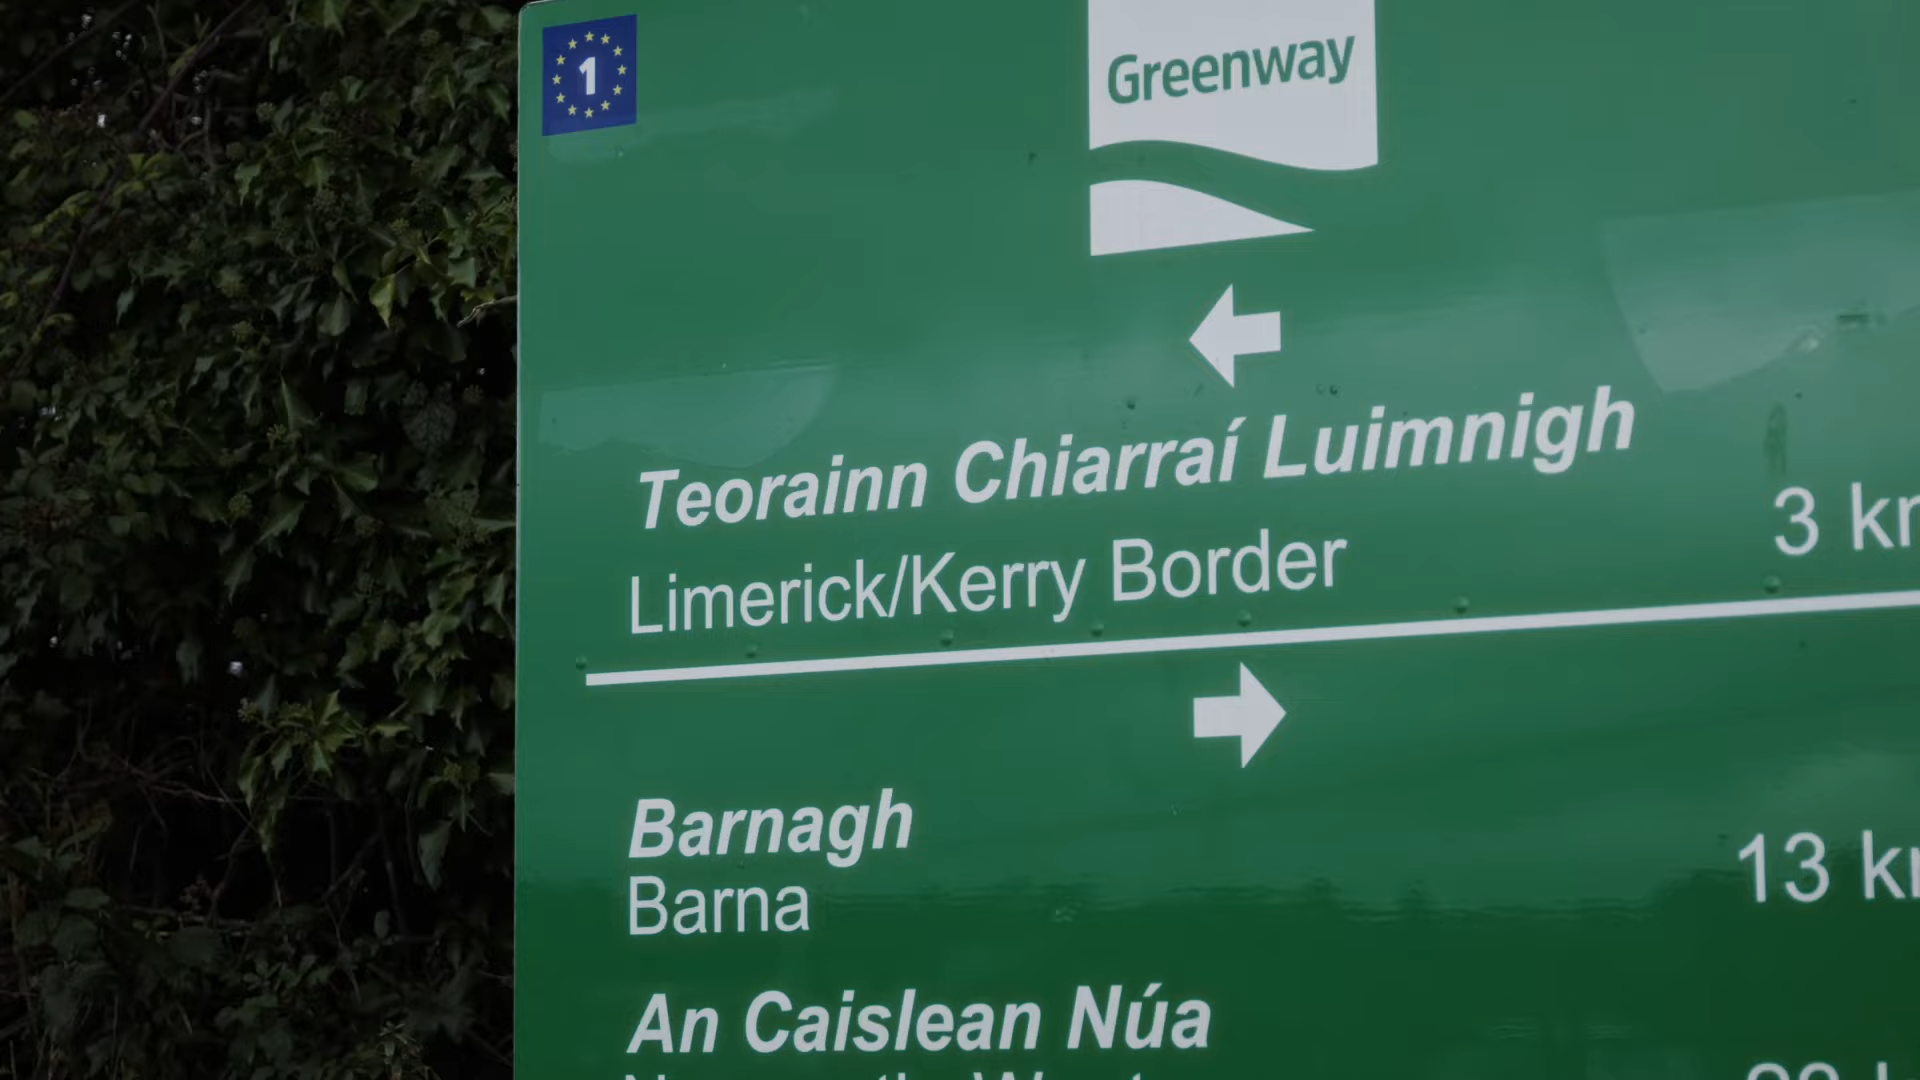 1
Greenway
Teorainn Chiarraí Luimnigh
Limerick/Kerry Border
3
Barnagh
13
Barna
An Caislean Núa